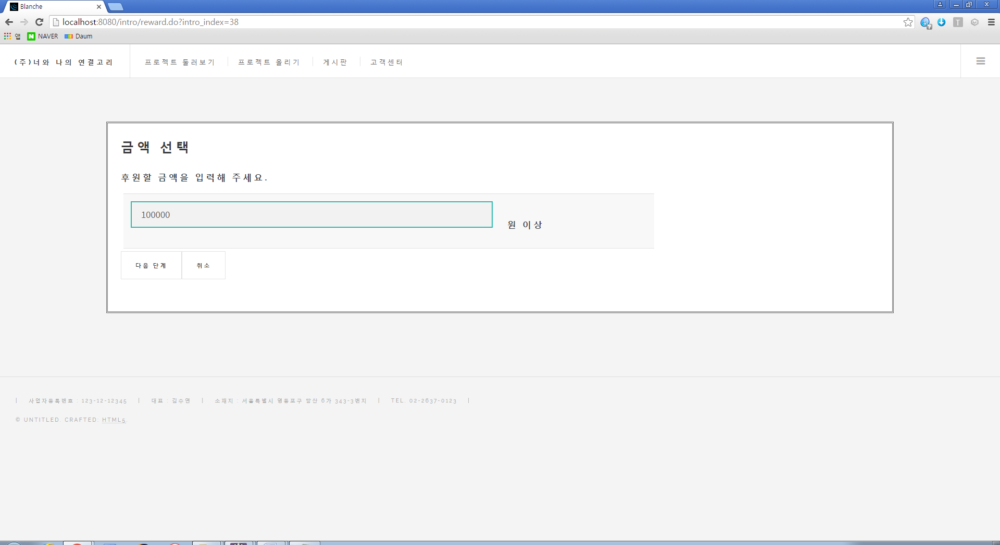 Blanche
localhost:8080/intro/reward.do?intro_index=38
앱 NAVER Daum
(주)너와 나의 연결고리 프로젝트 둘러보기 프로젝트 올리기 게시판 고객센터
금액 선택
후원할 금액을 입력해 주세요.
100000
원 이상
다음 단계 취소
| 사업자등록번호 : 123-12-12345 | 대표 : 김수연 | 소재지 : 서울특별시 영등포구 당산 6가 343-3번지 | TEL. 02-2637-0123 |
© UNTITLED. CRAFTED: HTML5.